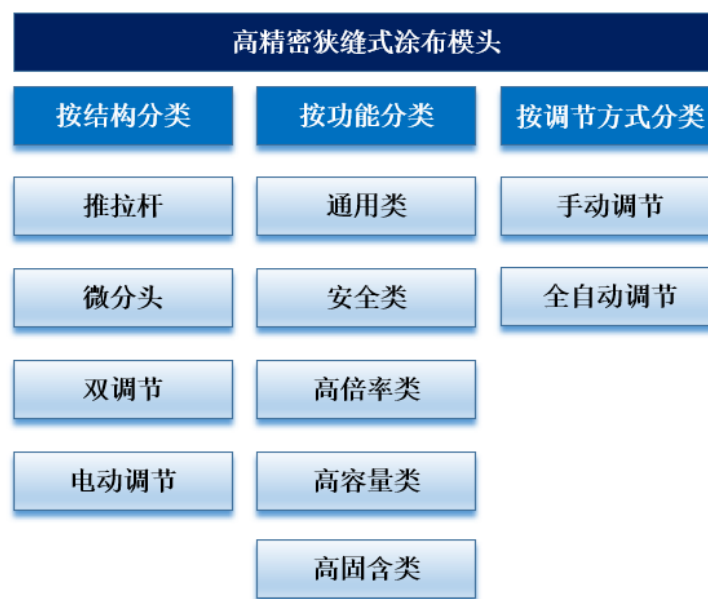 高精密狭缝式涂布模头
按结构分类
按功能分类
按调节方式分类
推拉杆
通用类
手动调节
微分头
安全类
全自动调节
双调节
高倍率类
电动调节
高容量类
高固含类